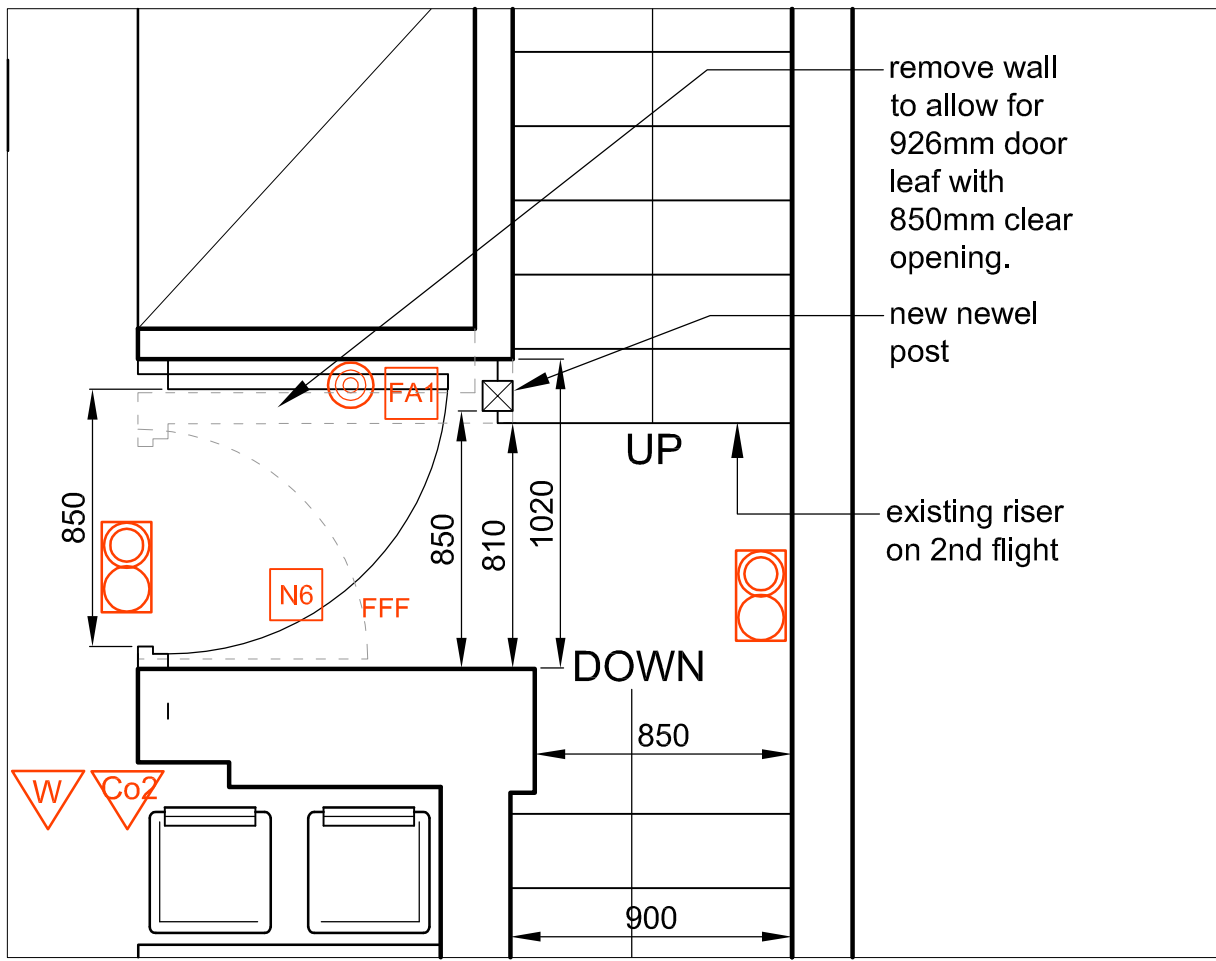 remove wall
to allow for
926mm door
leaf with
850mm clear
opening.
new newel
post
FA1
UP
850
850
810
1020
existing riser
on 2nd flight
N6
FFF
DOWN
850
W
Co2
900